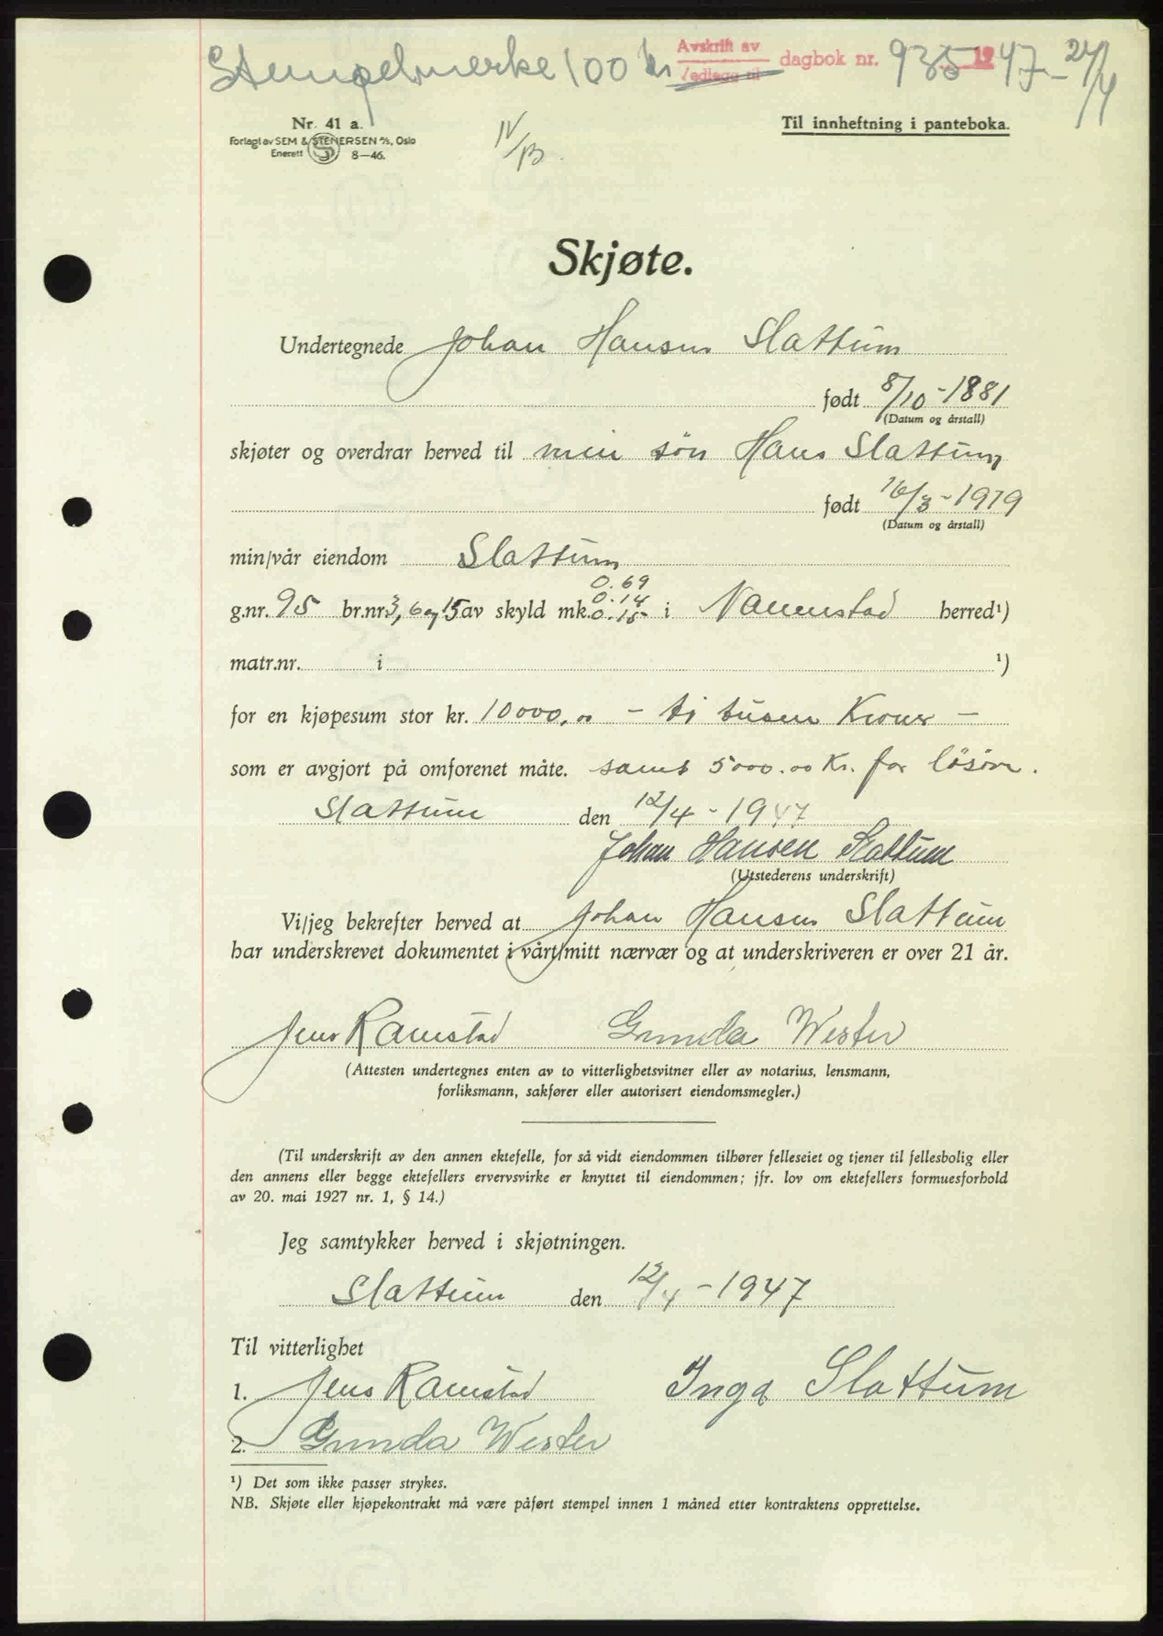 Stempelmerke 100 kr Avskrift av dagbok nr. 935 1947 - 24/4
Vedlegg til
Nr. 41 a.
Forlagt av SEM & STENERSEN A/S, Oslo
Enerett S 8—46.
IV/B
Til innheftning i panteboka.
Skjøte.
Undertegnede Johan Hansen Slattum
født 8/10-1881
(Datum og årstall)
skjøter og overdrar herved til min sön Hans Slattum
født 16/3-1919
(Datum og årstall)
min/vår eiendom Slattum
0.69
0.14
g.nr. 95 br.nr. 3, 6 og 15 av skyld mk. 0.15 i Nannestad herred¹)
matr.nr. i ¹)
for en kjøpesum stor kr. 10000,00 - ti tusen Kroner -
som er avgjort på omforenet måte. samt 5000.00 Kr. for lösöre.
Slattum den 12/4-1947
Johan Hansen Slattum
(Utstederens underskrift)
Vi/jeg bekrefter herved at Johan Hansen Slattum
har underskrevet dokumentet i vårt/mitt nærvær og at underskriveren er over 21 år.
Jens Ramstad Gunda Wester
(Attesten undertegnes enten av to vitterlighetsvitner eller av notarius, lensmann,
forliksmann, sakfører eller autorisert eiendomsmegler.)
(Til underskrift av den annen ektefelle, for så vidt eiendommen tilhører felleseiet og tjener til fellesbolig eller
den annens eller begge ektefellers ervervsvirke er knyttet til eiendommen; jfr. lov om ektefellers formuesforhold
av 20. mai 1927 nr. 1, § 14.)
Jeg samtykker herved i skjøtningen.
Slattum den 12/4-1947
Til vitterlighet
1. Jens Ramstad Inga Slattum
2. Gunda Wester
¹) Det som ikke passer strykes.
NB. Skjøte eller kjøpekontrakt må være påført stempel innen 1 måned etter kontraktens opprettelse.